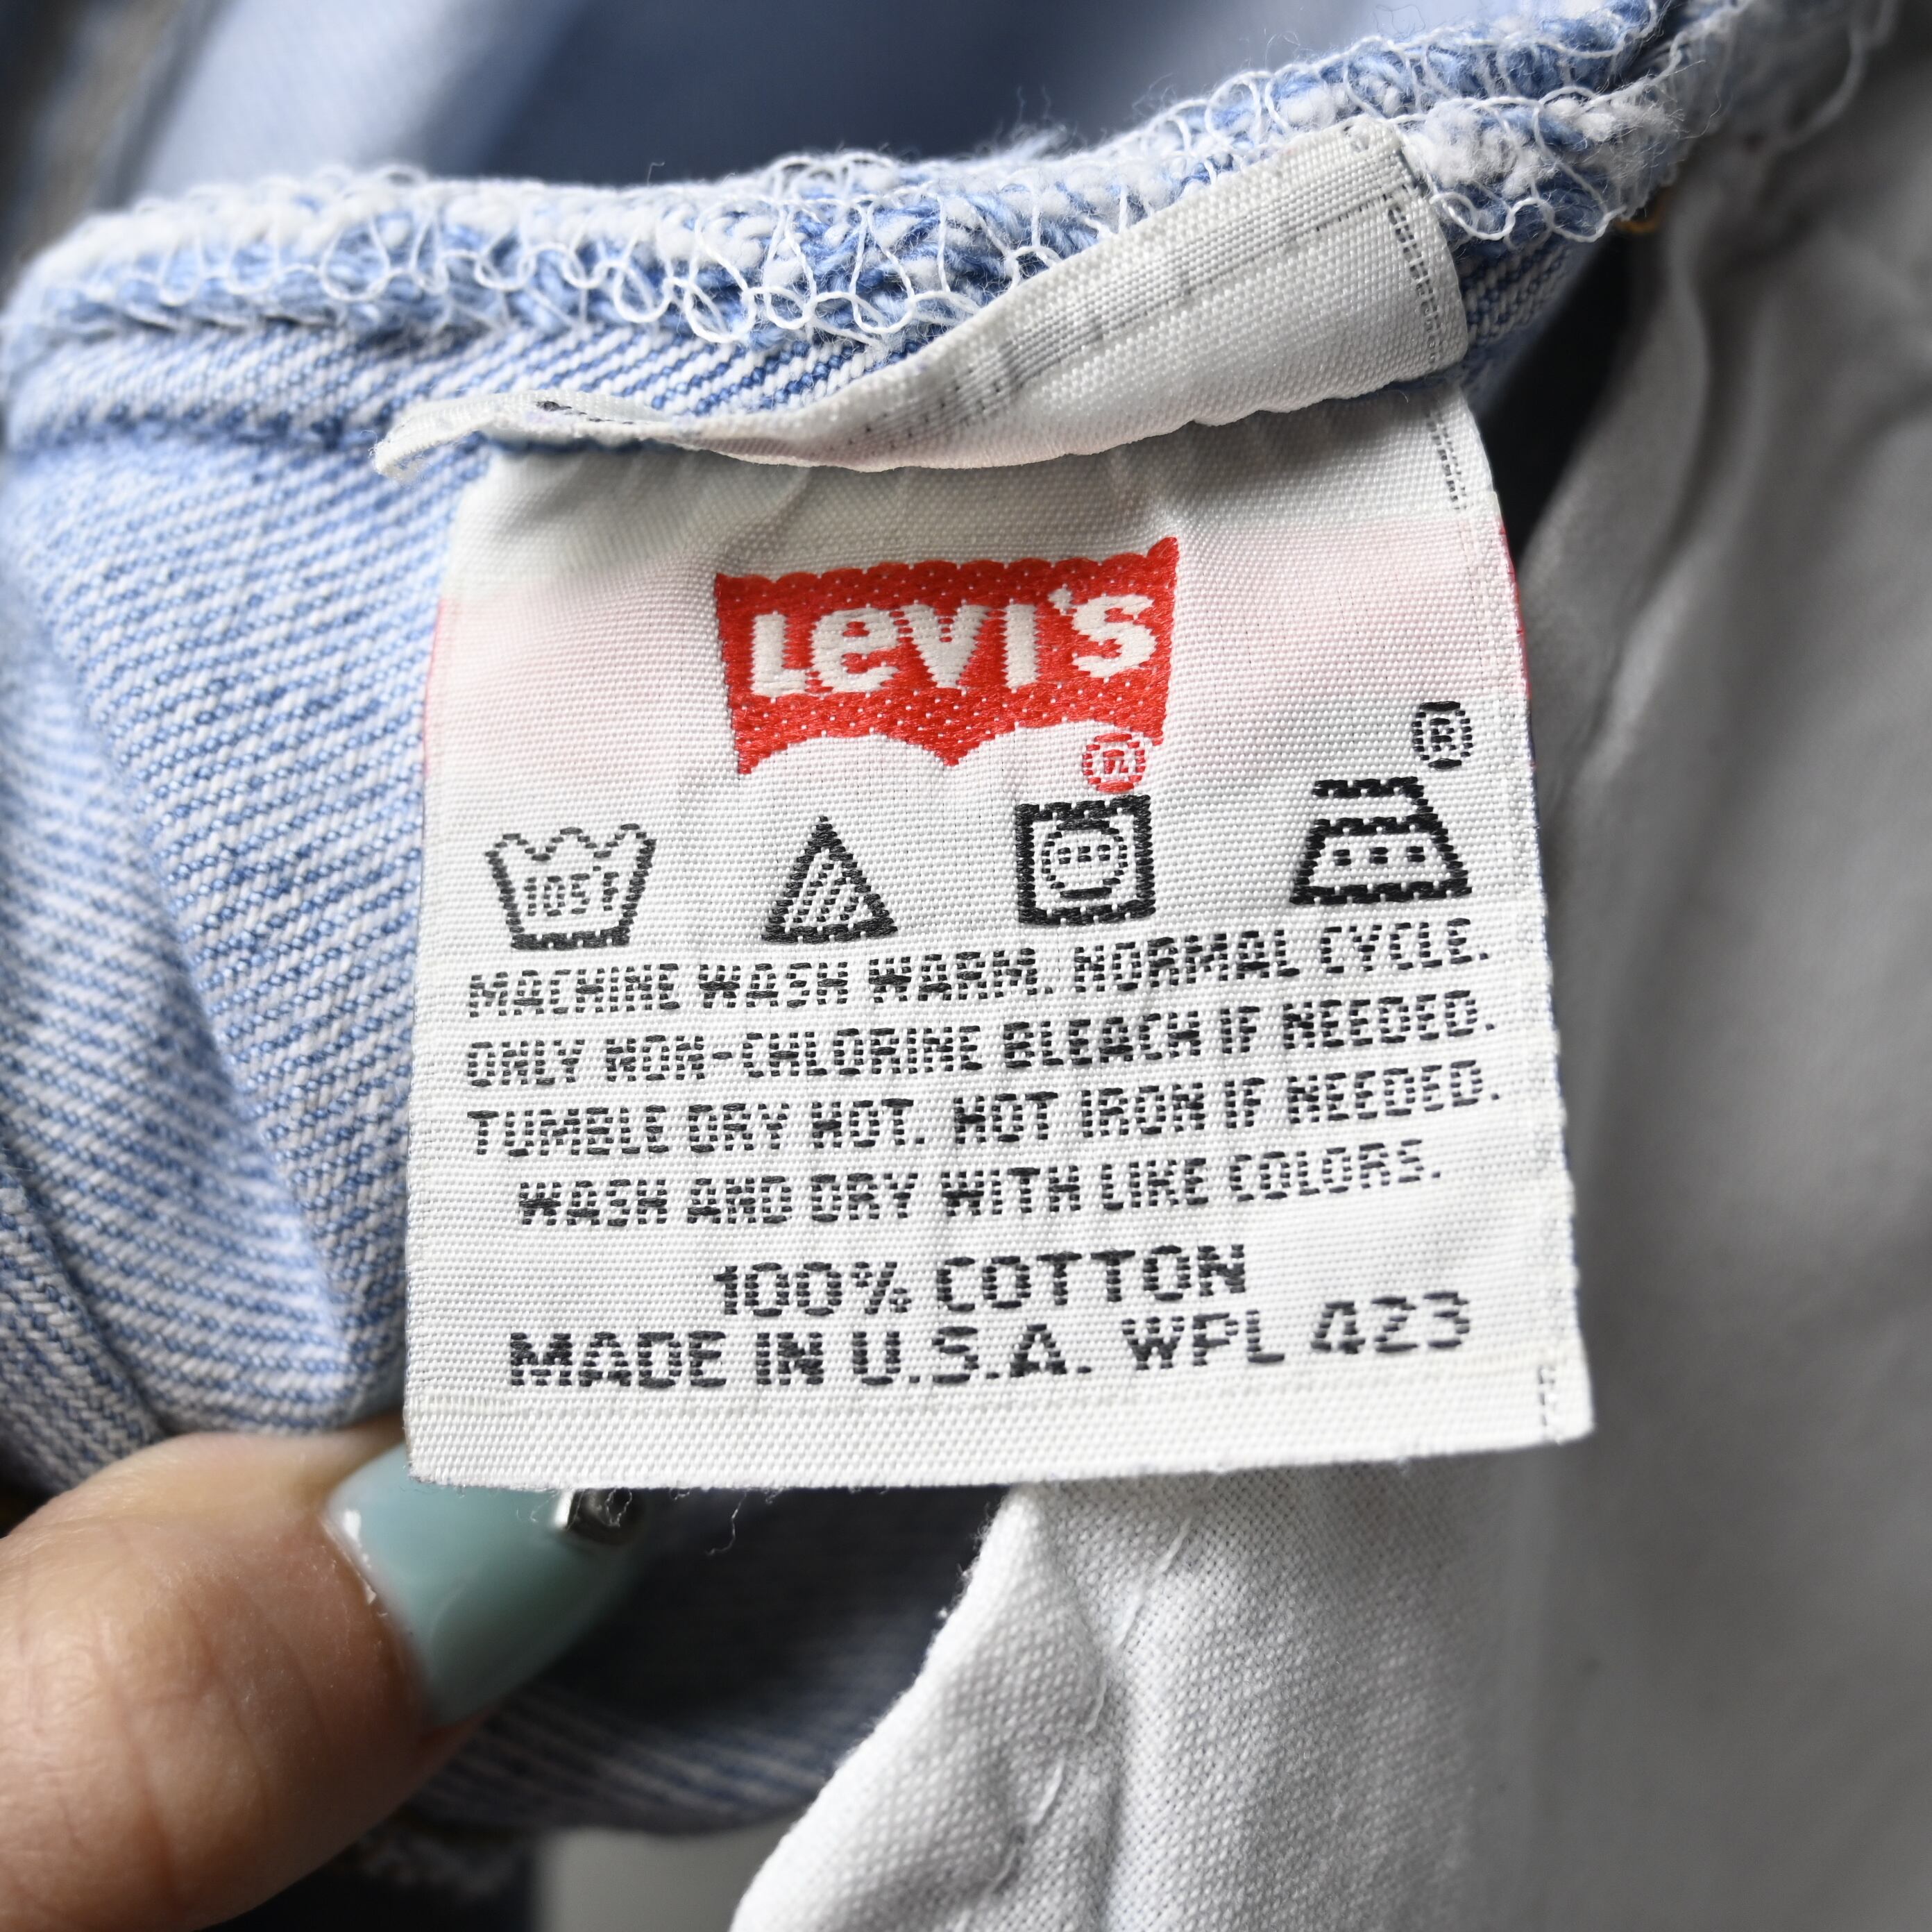 Levi's
®
®
105°F
MACHINE WASH WARM. NORMAL CYCLE.
ONLY NON-CHLORINE BLEACH IF NEEDED.
TUMBLE DRY HOT. HOT IRON IF NEEDED.
WASH AND DRY WITH LIKE COLORS.
100% COTTON
MADE IN U.S.A. WPL 423